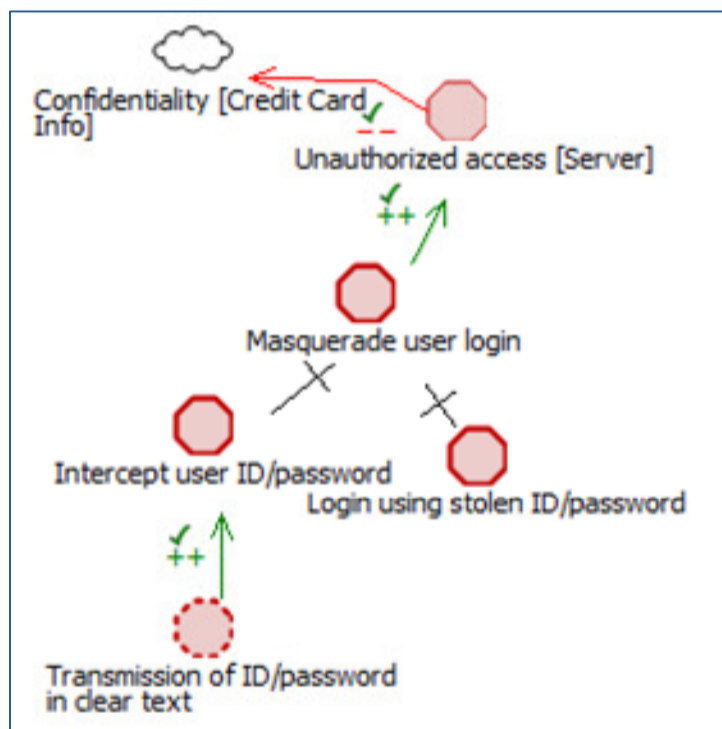 Confidentiality [Credit Card
Info]
--
Unauthorized access [Server]
++
Masquerade user login
Intercept user ID/password
Login using stolen ID/password
++
Transmission of ID/password
in clear text